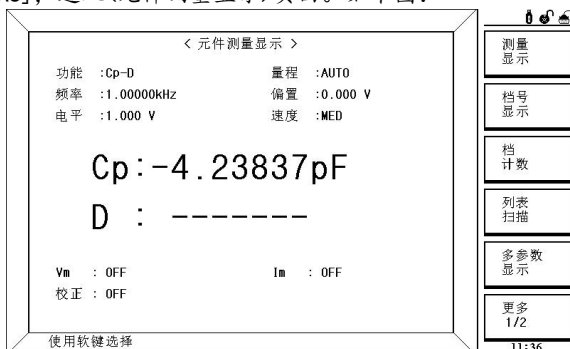 < 元件测量显示 >
功能 :Cp-D 量程 :AUTO
频率 :1.00000kHz 偏置 :0.000 V
电平 :1.000 V 速度 :MED
Cp:-4.23837pF
D : -------
Vm : OFF Im : OFF
校正 : OFF
使用软键选择
测量
显示
档号
显示
档
计数
列表
扫描
多参数
显示
更多
1/2
11:36